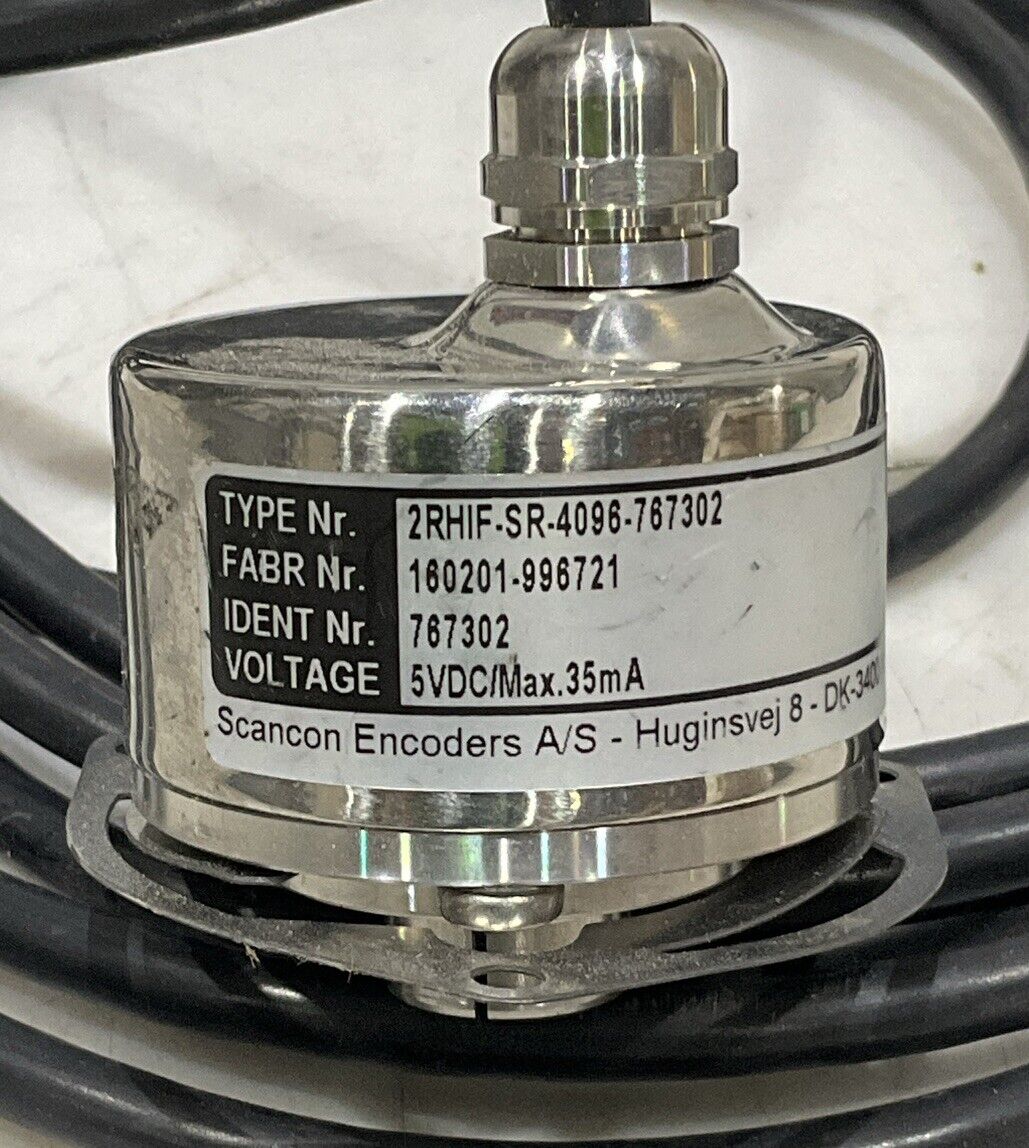 TYPE Nr. 2RHIF-SR-4096-767302
FABR Nr. 160201-996721
IDENT Nr. 767302
VOLTAGE 5VDC/Max.35mA
Scancon Encoders A/S - Huginsvej 8 - DK-3400